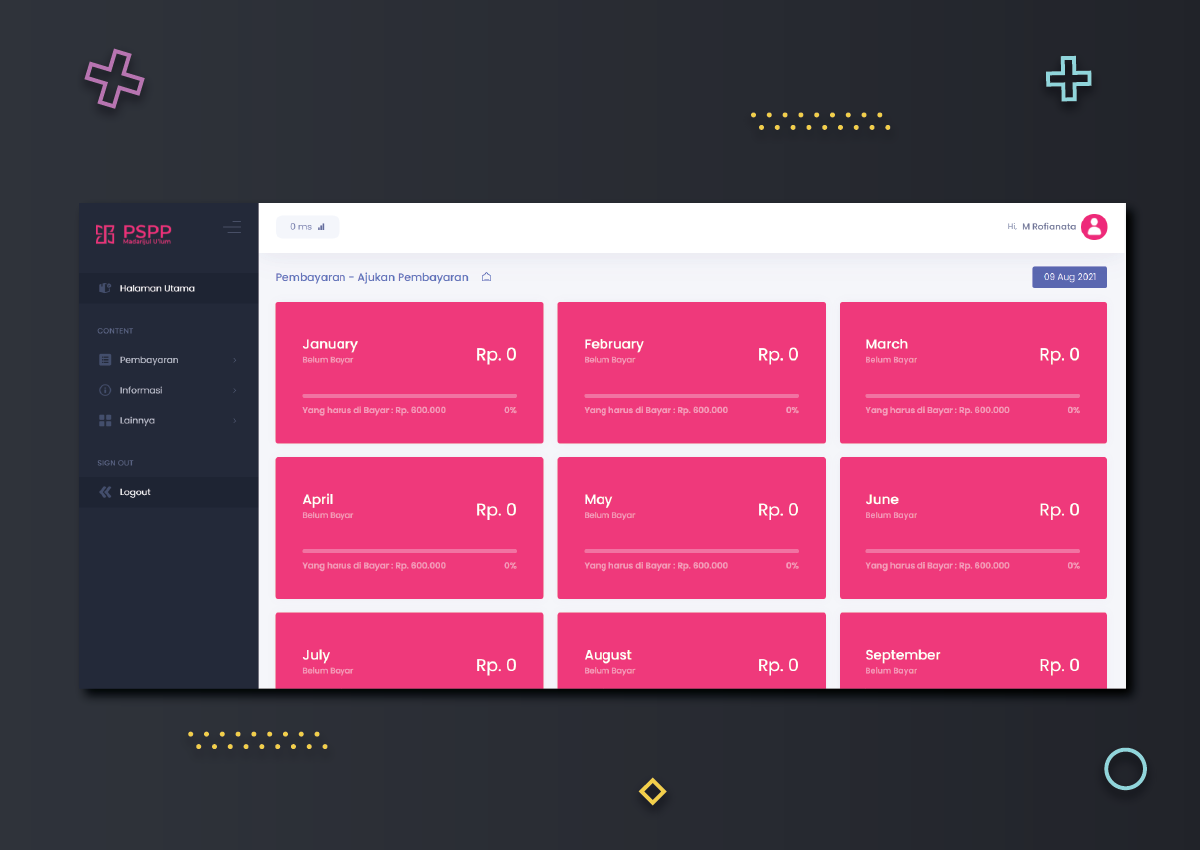 PSPP
Madarijul U'lum
0 ms
Hi, M Rofianata
Halaman Utama
CONTENT
Pembayaran
Informasi
Lainnya
SIGN OUT
Logout
Pembayaran - Ajukan Pembayaran
09 Aug 2021
January
Belum Bayar
Rp. 0
Yang harus di Bayar : Rp. 600.000
0%
February
Belum Bayar
Rp. 0
Yang harus di Bayar : Rp. 600.000
0%
March
Belum Bayar
Rp. 0
Yang harus di Bayar : Rp. 600.000
0%
April
Belum Bayar
Rp. 0
Yang harus di Bayar : Rp. 600.000
0%
May
Belum Bayar
Rp. 0
Yang harus di Bayar : Rp. 600.000
0%
June
Belum Bayar
Rp. 0
Yang harus di Bayar : Rp. 600.000
0%
July
Belum Bayar
Rp. 0
August
Belum Bayar
Rp. 0
September
Belum Bayar
Rp. 0